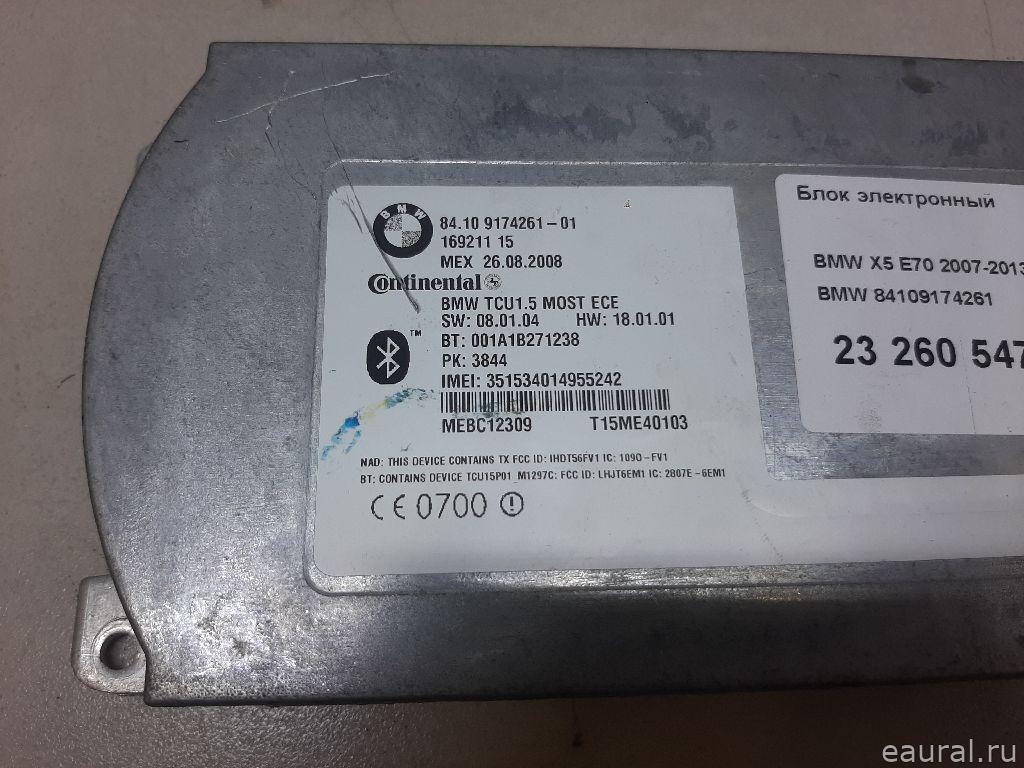 BMW
84.10 9174261-01
169211 15
MEX 26.08.2008
Continental
BMW TCU1.5 MOST ECE
SW: 08.01.04 HW: 18.01.01
™
BT: 001A1B271238
PK: 3844
IMEI: 351534014955242
MEBC12309 T15ME40103
NAD: THIS DEVICE CONTAINS TX FCC ID: IHDT56FV1 IC: 109O-FV1
BT: CONTAINS DEVICE TCU15P01_M1297C: FCC ID: LHJT6EM1 IC: 2807E-6EM1
CE 0700
Блок электронный
BMW X5 E70 2007-2013
BMW 84109174261
23 260 547
eaural.ru